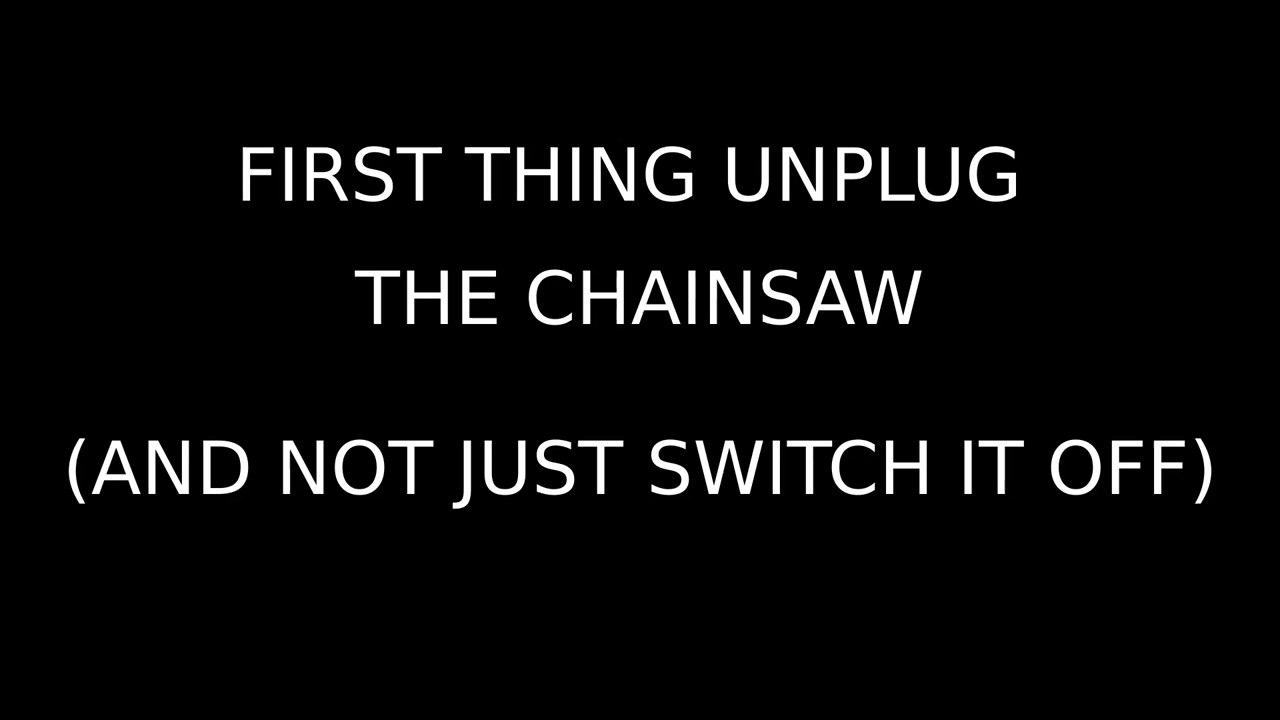 FIRST THING UNPLUG
THE CHAINSAW
(AND NOT JUST SWITCH IT OFF)